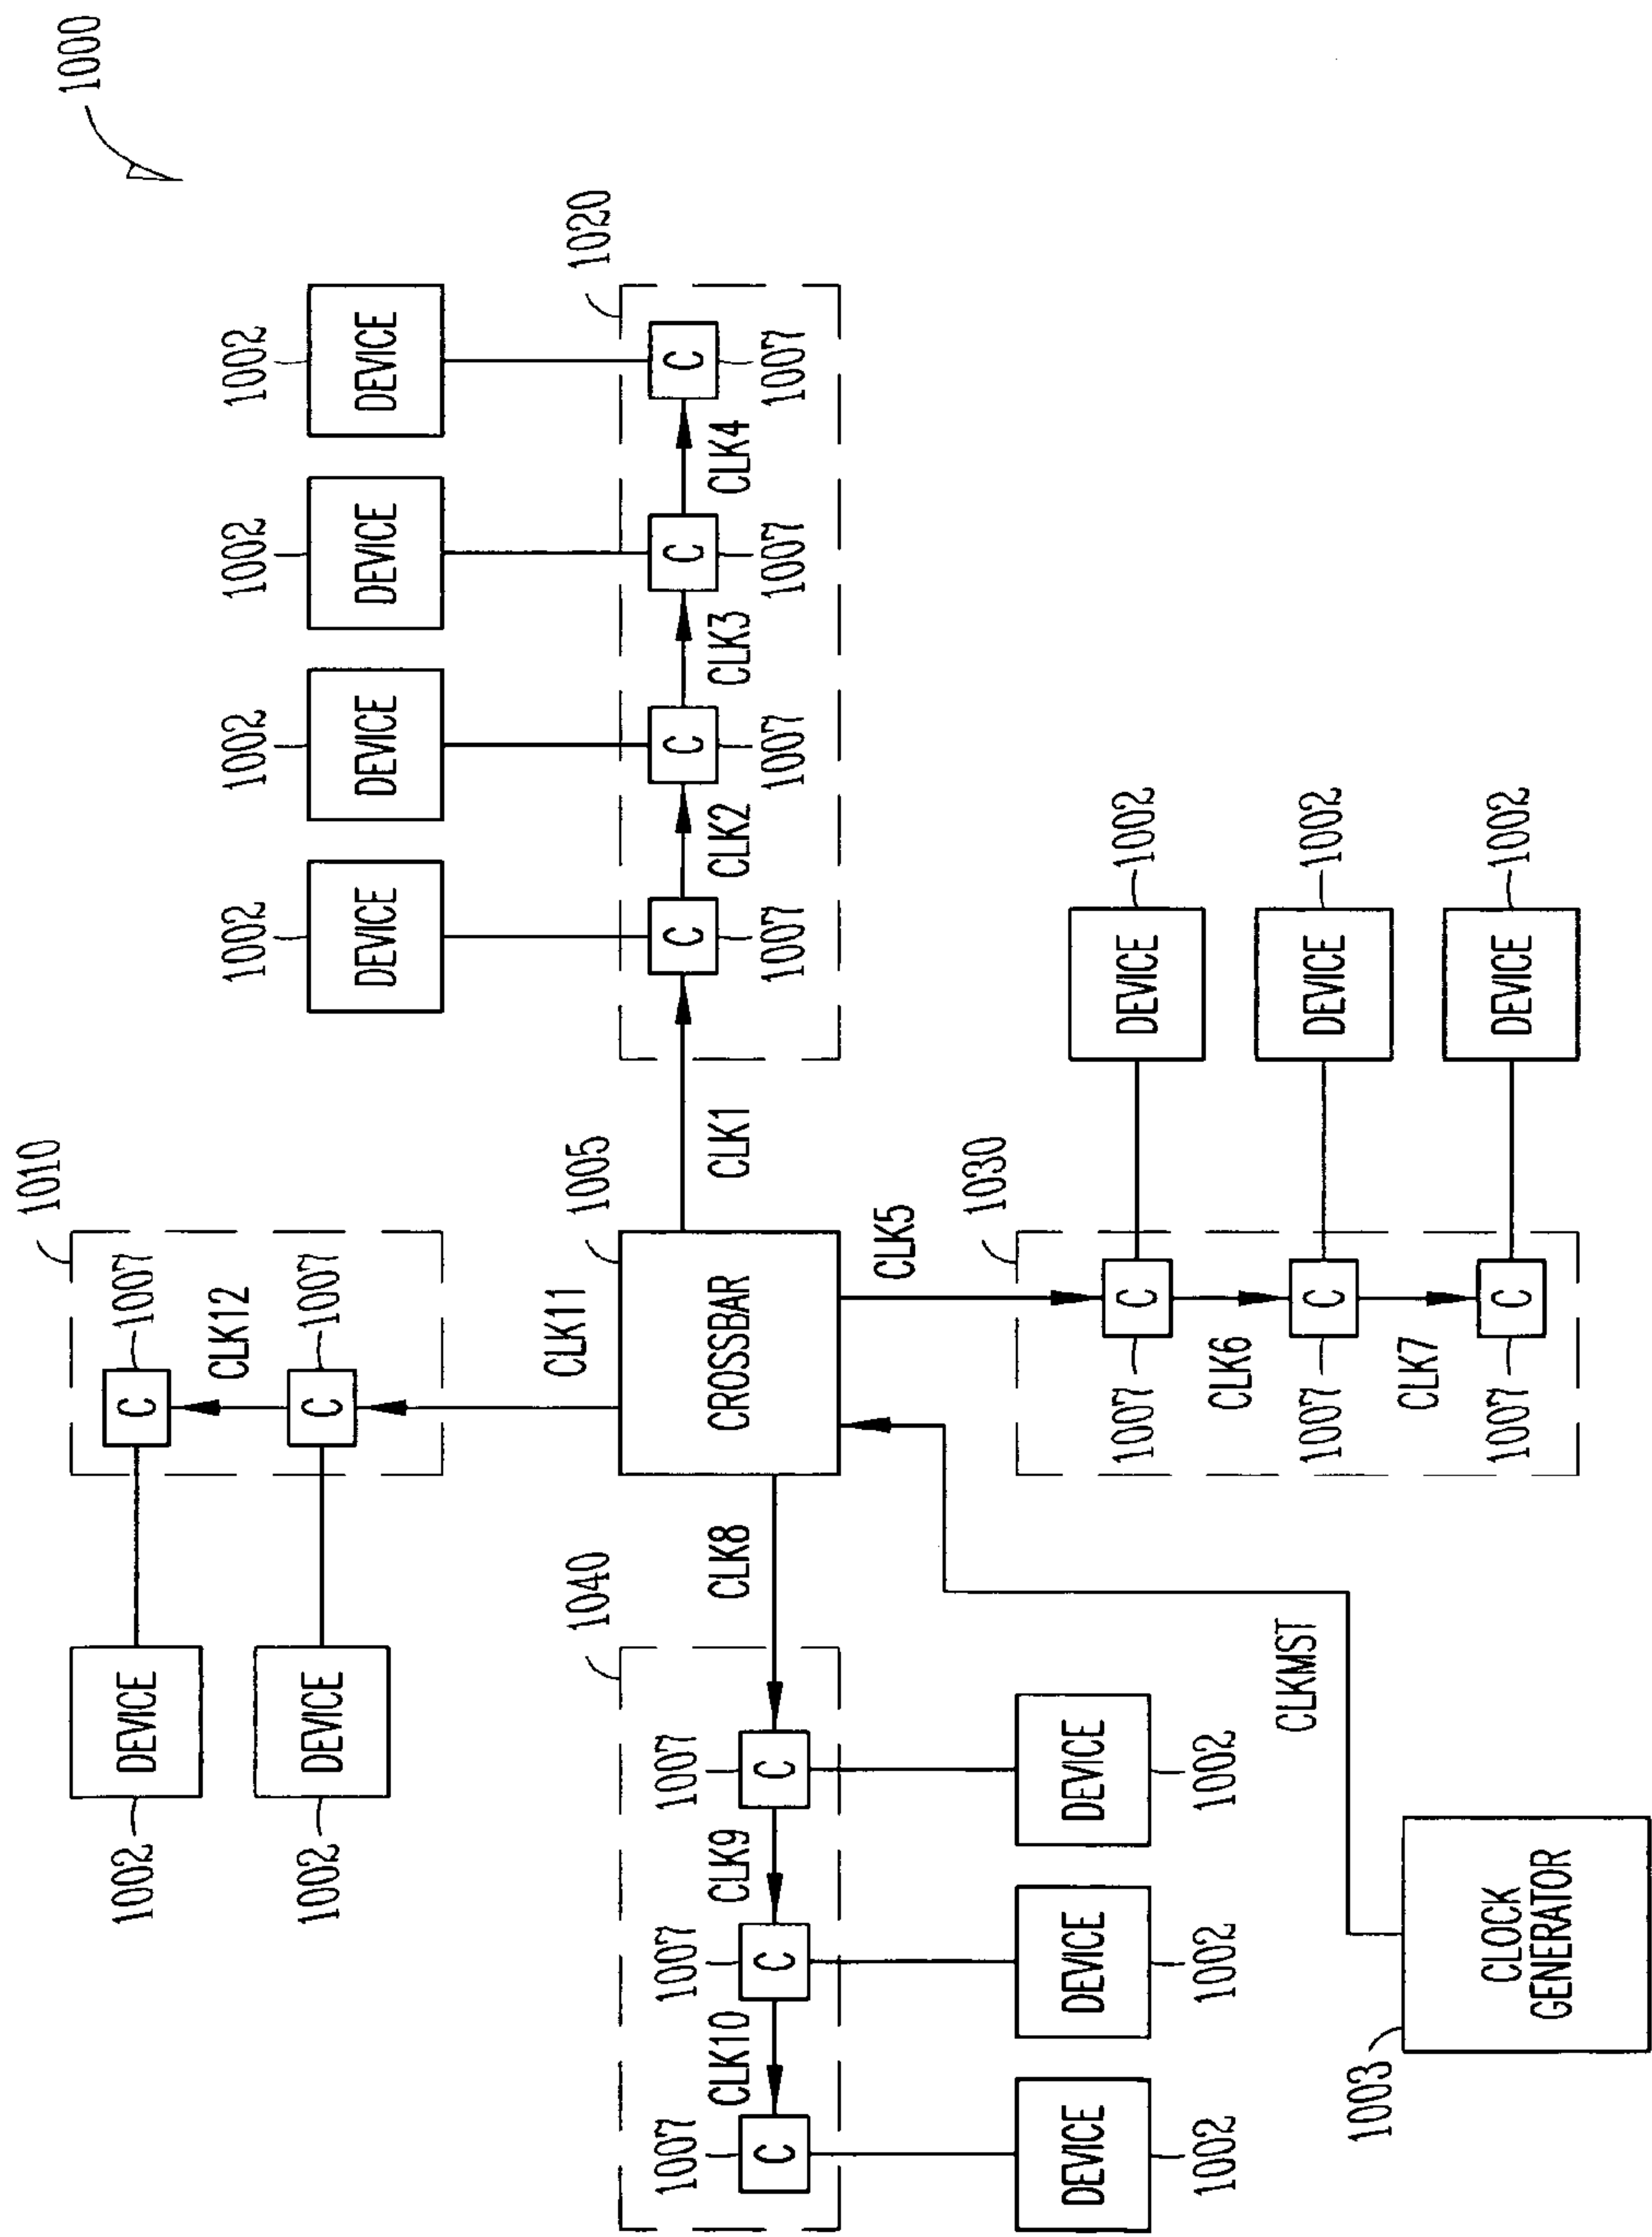 1000
1010
1002
DEVICE
C
1007
CLK12
1002
DEVICE
C
1007
CLK11
1002
1002
1002
1002
DEVICE
DEVICE
DEVICE
DEVICE
1040
1005
1020
1007
1007
1007
C
C
C
C
CLK10
CLK9
CLK8
CROSSBAR
CLK1
CLK2
CLK3
CLK4
C
C
C
1007
1007
1007
1007
CLK5
1030
DEVICE
DEVICE
DEVICE
1002
1002
1002
1007
C
DEVICE
1002
CLK6
1007
C
DEVICE
1002
CLKMST
CLK7
1007
C
DEVICE
1002
1003
CLOCK
GENERATOR